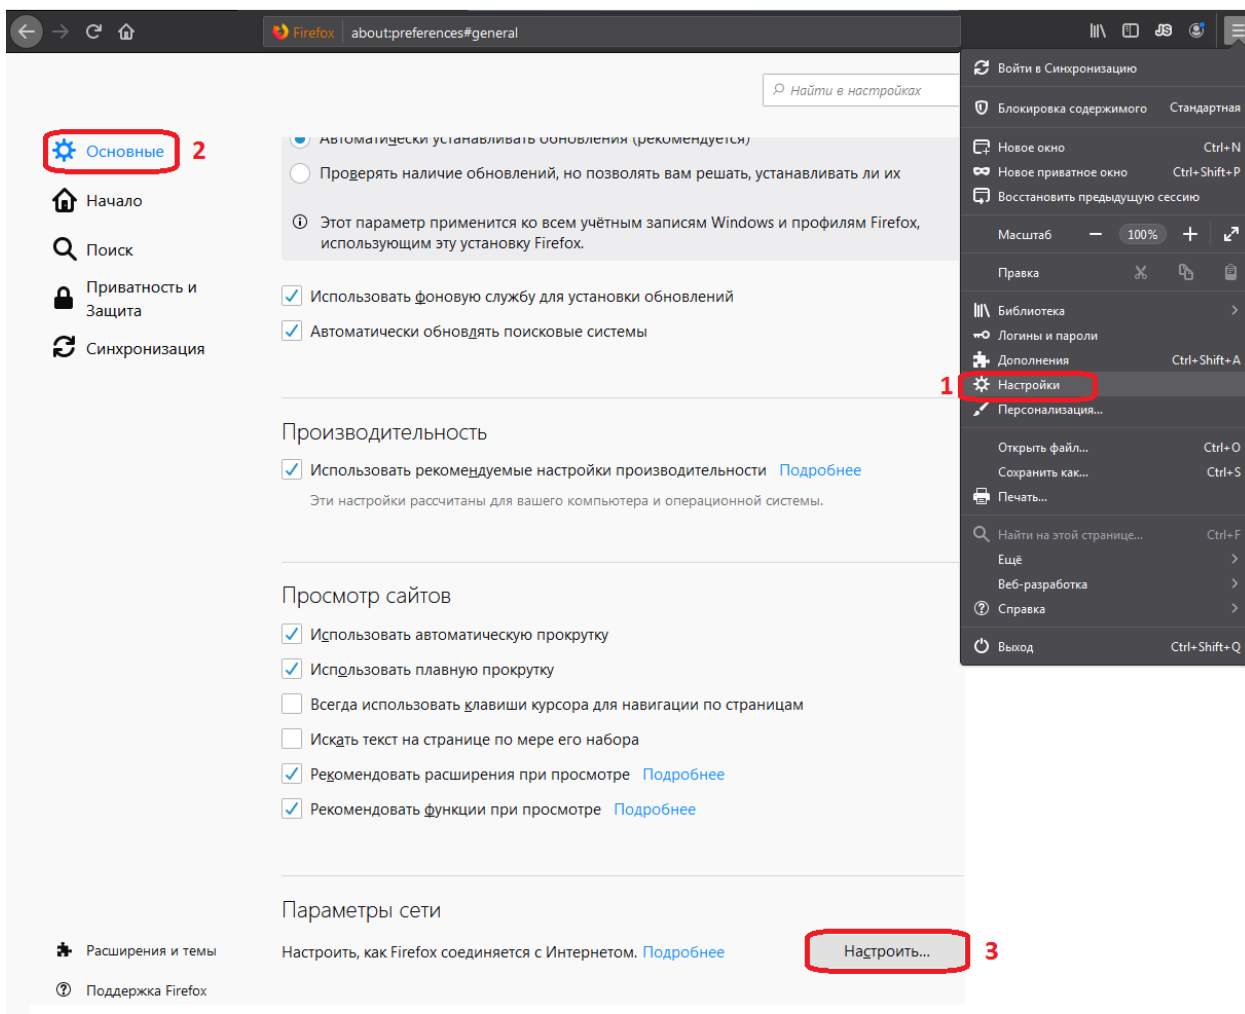 Firefox about:preferences#general
JS
Найти в настройках
Основные 2
Начало
Поиск
Приватность и
Защита
Синхронизация
Расширения и темы
Поддержка Firefox
Автоматически устанавливать обновления (рекомендуется)
Проверять наличие обновлений, но позволять вам решать, устанавливать ли их
Этот параметр применится ко всем учётным записям Windows и профилям Firefox,
использующим эту установку Firefox.
Использовать фоновую службу для установки обновлений
Автоматически обновлять поисковые системы
Производительность
Использовать рекомендуемые настройки производительности Подробнее
Эти настройки рассчитаны для вашего компьютера и операционной системы.
Просмотр сайтов
Использовать автоматическую прокрутку
Использовать плавную прокрутку
Всегда использовать клавиши курсора для навигации по страницам
Искать текст на странице по мере его набора
Рекомендовать расширения при просмотре Подробнее
Рекомендовать функции при просмотре Подробнее
Параметры сети
Настроить, как Firefox соединяется с Интернетом. Подробнее Настроить... 3
Войти в Синхронизацию
Блокировка содержимого Стандартная
Новое окно Ctrl+N
Новое приватное окно Ctrl+Shift+P
Восстановить предыдущую сессию
Масштаб − 100% +
Правка
Библиотека
Логины и пароли
Дополнения Ctrl+Shift+A
1 Настройки
Персонализация...
Открыть файл... Ctrl+O
Сохранить как... Ctrl+S
Печать...
Найти на этой странице... Ctrl+F
Ещё
Веб-разработка
Справка
Выход Ctrl+Shift+Q